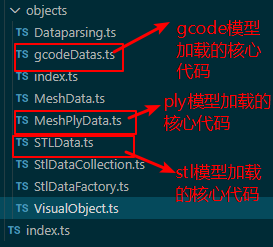 objects
TS Dataparsing.ts
TS gcodeDatas.ts
TS index.ts
TS MeshData.ts
TS MeshPlyData.ts
TS STLData.ts
TS StlDataCollection.ts
TS StlDataFactory.ts
TS VisualObject.ts
TS index.ts
gcode模型
加载的核心
代码
ply模型加载的
核心代码
stl模型加载
的核心代码